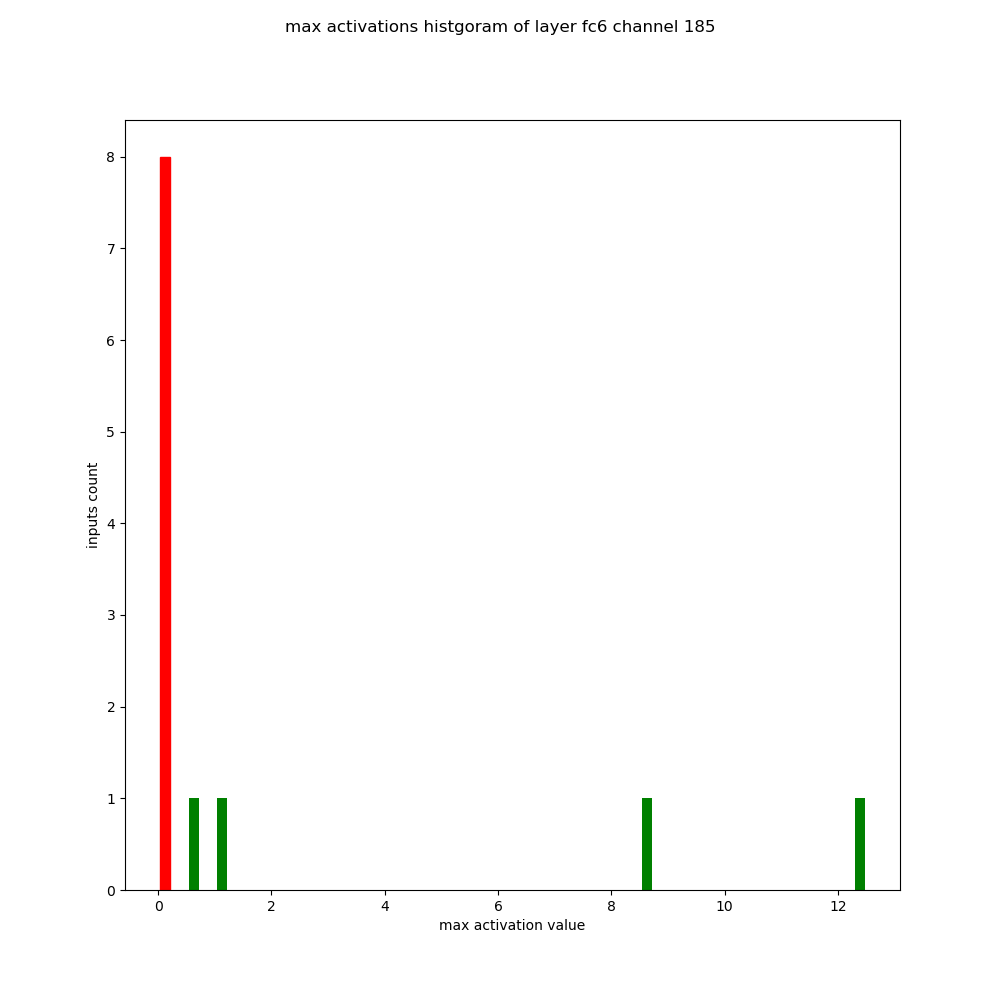 max activations histgoram of layer fc6 channel 185
8
7
6
5
4
3
2
1
0
inputs count
0 2 4 6 8 10 12
max activation value